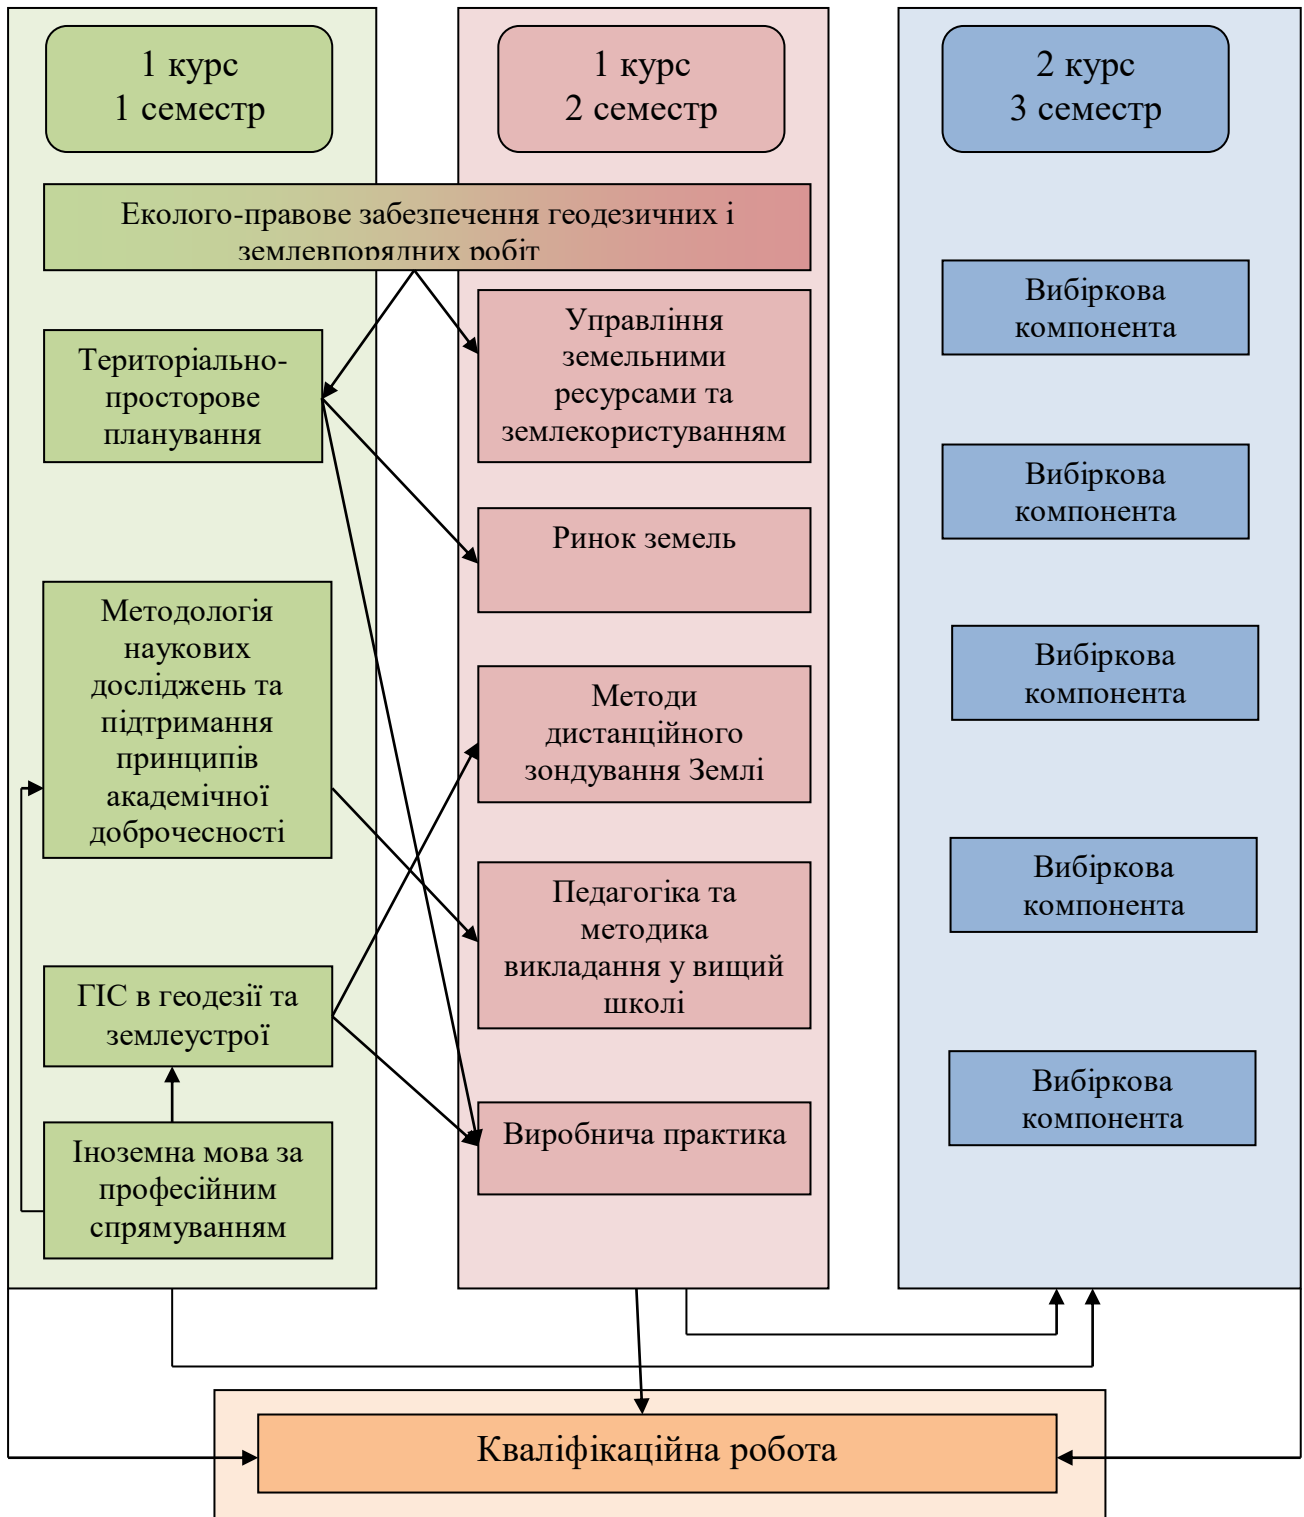 1 курс
1 семестр
1 курс
2 семестр
2 курс
3 семестр
Еколого-правове забезпечення геодезичних і
землевпорядних робіт
Територіально-
просторове
планування
Методологія
наукових
досліджень та
підтримання
принципів
академічної
доброчесності
ГІС в геодезії та
землеустрої
Іноземна мова за
професійним
спрямуванням
Управління
земельними
ресурсами та
землекористуванням
Ринок земель
Методи
дистанційного
зондування Землі
Педагогіка та
методика
викладання у вищий
школі
Виробнича практика
Вибіркова
компонента
Вибіркова
компонента
Вибіркова
компонента
Вибіркова
компонента
Вибіркова
компонента
Кваліфікаційна робота